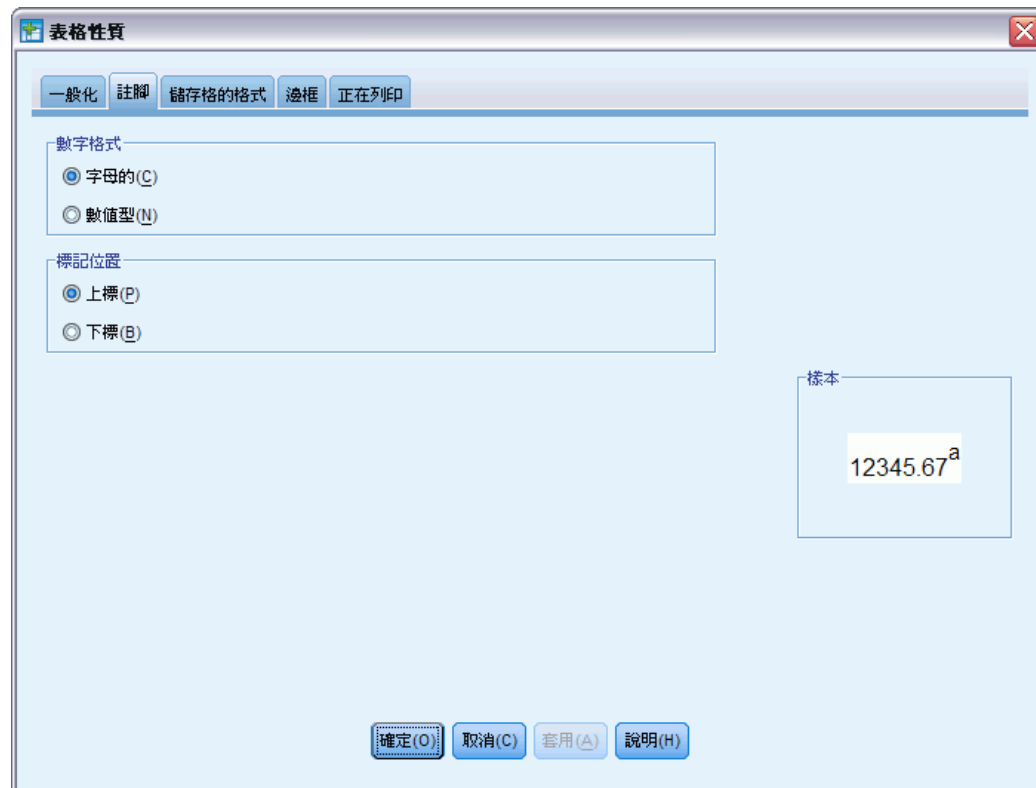 表格性質
一般化 註腳 儲存格的格式 邊框 正在列印
數字格式
字母的(C)
數值型(N)
標記位置
上標(P)
下標(B)
樣本
12345.67a
確定(O) 取消(C) 套用(A) 說明(H)